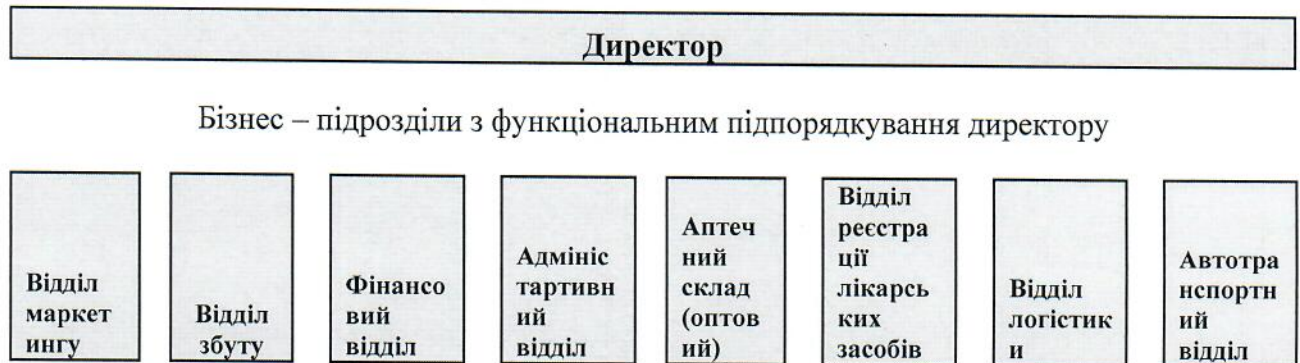 Директор
Бізнес – підрозділи з функціональним підпорядкування директору
Відділ
маркет
ингу
Відділ
збуту
Фінансо
вий
відділ
Адмініс
тартивн
ий
відділ
Аптеч
ний
склад
(оптов
ий)
Відділ
реєстра
ції
лікарсь
ких
засобів
Відділ
логістик
и
Автотра
нспортн
ий
відділ